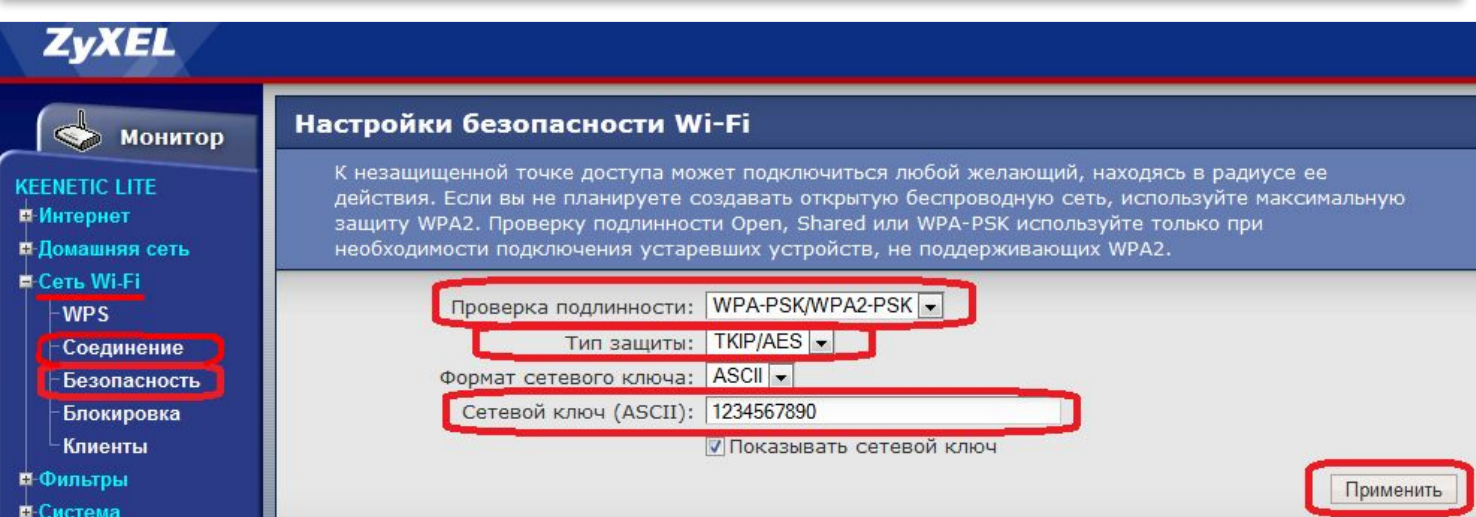 ZyXEL
Монитор
KEENETIC LITE
Интернет
Домашняя сеть
Сеть Wi-Fi
WPS
Соединение
Безопасность
Блокировка
Клиенты
Фильтры
Система
Настройки безопасности Wi-Fi
К незащищенной точке доступа может подключиться любой желающий, находясь в радиусе ее
действия. Если вы не планируете создавать открытую беспроводную сеть, используйте максимальную
защиту WPA2. Проверку подлинности Open, Shared или WPA-PSK используйте только при
необходимости подключения устаревших устройств, не поддерживающих WPA2.
Проверка подлинности: WPA-PSK/WPA2-PSK
Тип защиты: TKIP/AES
Формат сетевого ключа: ASCII
Сетевой ключ (ASCII): 1234567890
Показывать сетевой ключ
Применить